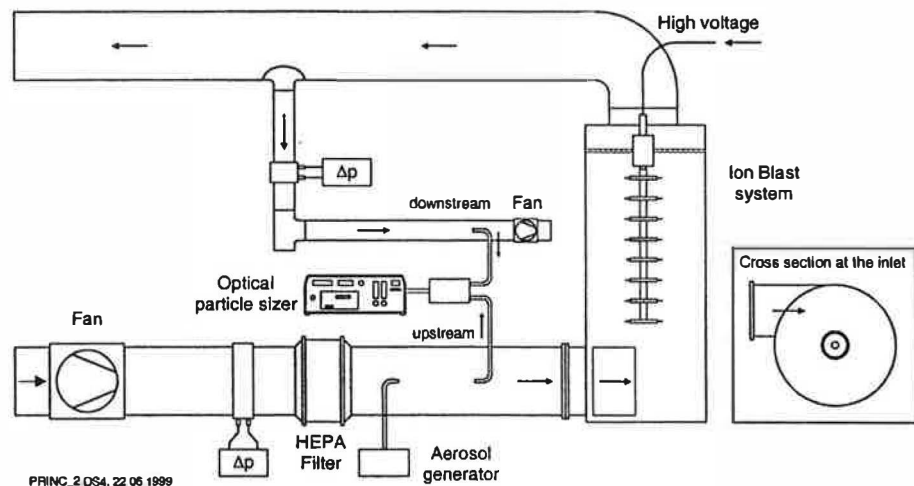 High voltage
Δp
Ion Blast
system
downstream
Fan
Cross section at the inlet
Optical
particle sizer
Fan
upstream
HEPA
Filter
Aerosol
generator
Δp
PRINC_2.DS4, 22 06 1999